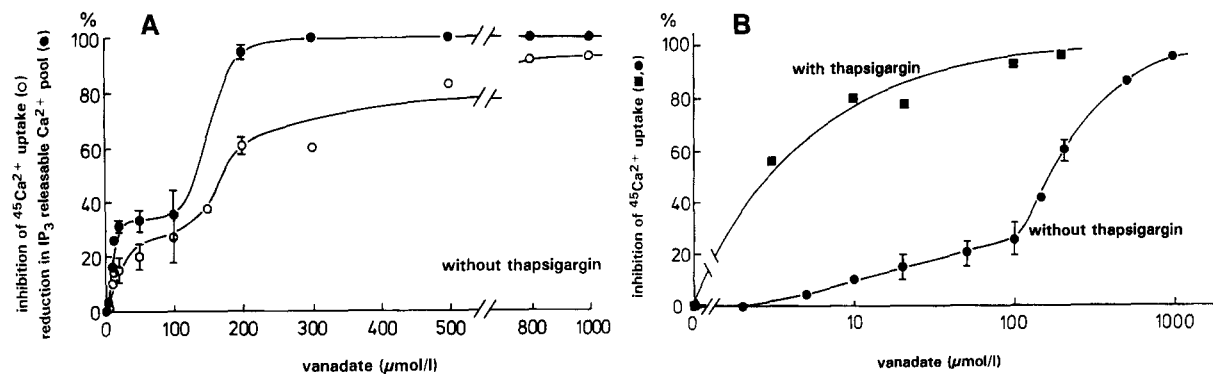 A
%
100
80
60
40
20
0
inhibition of ⁴⁵Ca²⁺ uptake (○)
reduction in IP₃ releasable Ca²⁺ pool (●)
without thapsigargin
0 100 200 300 400 500 800 1000
vanadate (µmol/l)
B
%
100
80
60
40
20
0
inhibition of ⁴⁵Ca²⁺ uptake (■,●)
with thapsigargin
without thapsigargin
0 10 100 1000
vanadate (µmol/l)